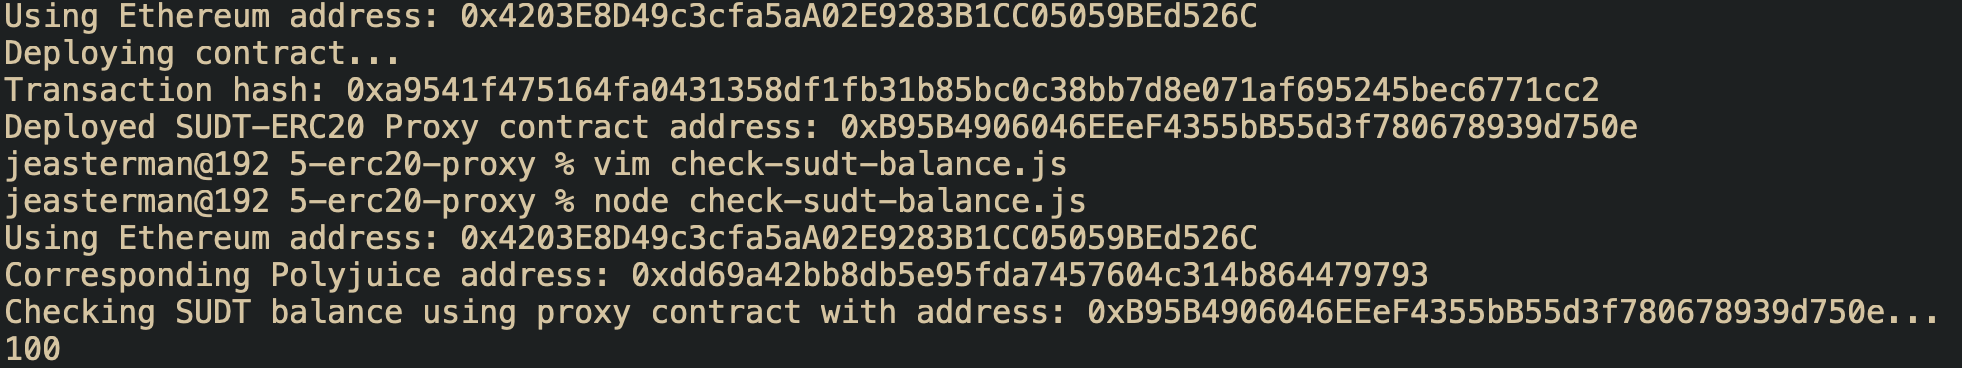 Using Ethereum address: 0x4203E8D49c3cfa5aA02E9283B1CC05059BEd526C
Deploying contract...
Transaction hash: 0xa9541f475164fa0431358df1fb31b85bc0c38bb7d8e071af695245bec6771cc2
Deployed SUDT-ERC20 Proxy contract address: 0xB95B4906046EEeF4355bB55d3f780678939d750e
jeasterman@192 5-erc20-proxy % vim check-sudt-balance.js
jeasterman@192 5-erc20-proxy % node check-sudt-balance.js
Using Ethereum address: 0x4203E8D49c3cfa5aA02E9283B1CC05059BEd526C
Corresponding Polyjuice address: 0xdd69a42bb8db5e95fda7457604c314b864479793
Checking SUDT balance using proxy contract with address: 0xB95B4906046EEeF4355bB55d3f780678939d750e...
100